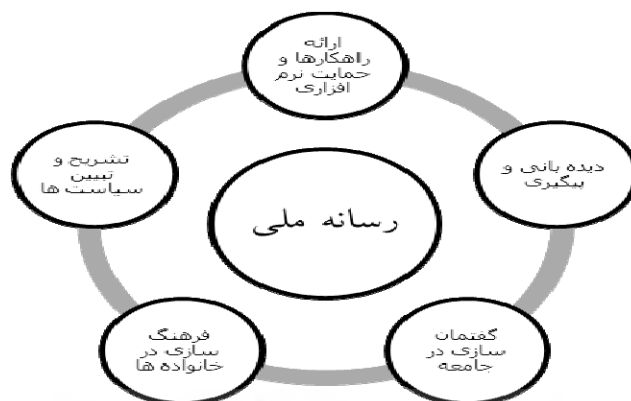 ارائه
راهکارها و
حمایت نرم
افزاری
دیده بانی و
پیگیری
گفتمان
سازی در
جامعه
فرهنگ
سازی در
خانواده ها
تشریح و
تبیین
سیاست ها
رسانه ملی